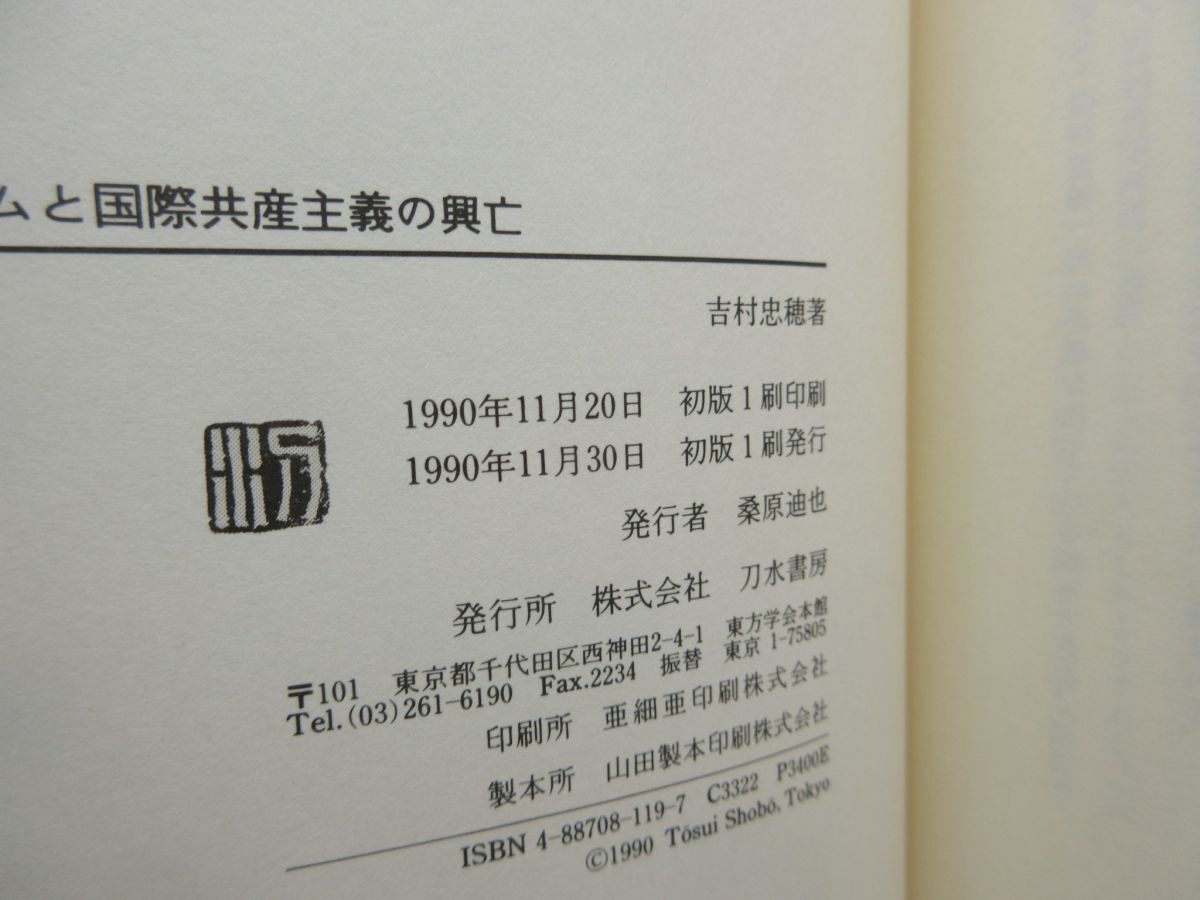 ムと国際共産主義の興亡
吉村忠穂著
1990年11月20日 初版1刷印刷
1990年11月30日 初版1刷発行
発行者 桑原迪也
発行所 株式会社 刀水書房
〒101 東京都千代田区西神田2-4-1 東方学会本館
Tel.(03)261-6190 Fax.2234 振替 東京 1-75805
印刷所 亜細亜印刷株式会社
製本所 山田製本印刷株式会社
ISBN 4-88708-119-7 C3322 P3400E
©1990 Tōsui Shobō, Tokyo